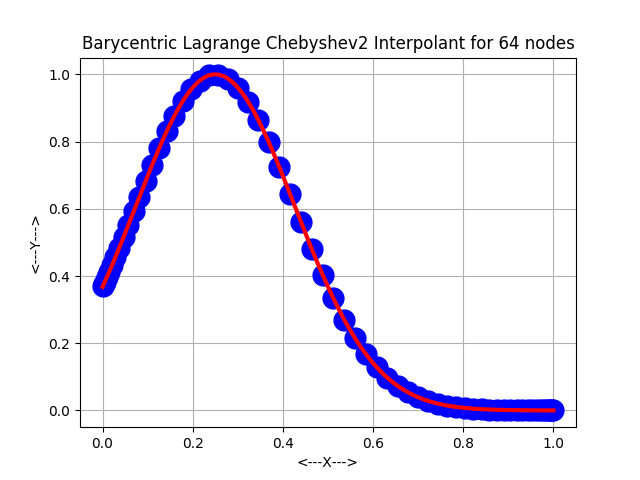 Barycentric Lagrange Chebyshev2 Interpolant for 64 nodes
1.0
0.8
0.6
0.4
0.2
0.0
<---Y--->
0.0 0.2 0.4 0.6 0.8 1.0
<---X--->